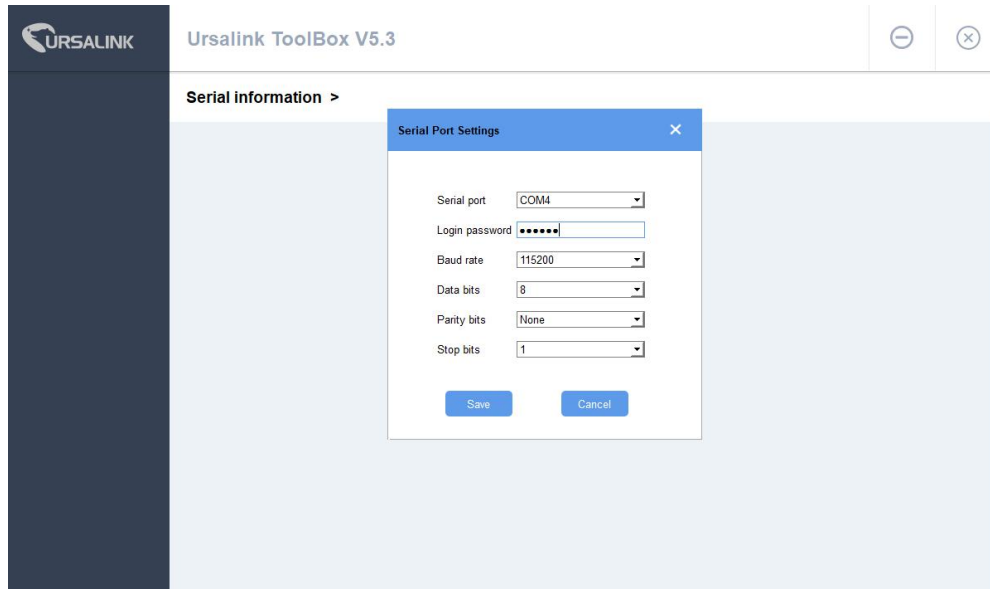 URSALINK
Ursalink ToolBox V5.3
Serial information >
Serial Port Settings
Serial port COM4
Login password ●●●●●●
Baud rate 115200
Data bits 8
Parity bits None
Stop bits 1
Save Cancel